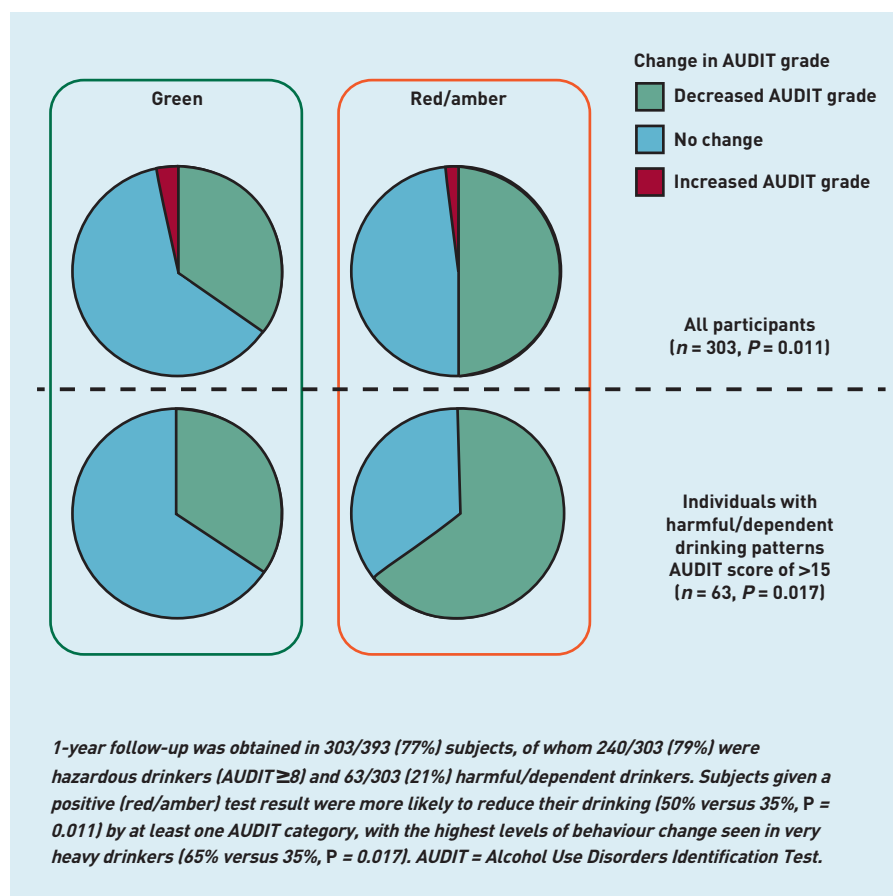 Change in AUDIT grade
Green
Red/amber
Decreased AUDIT grade
No change
Increased AUDIT grade
All participants
(n = 303, P = 0.011)
Individuals with
harmful/dependent
drinking patterns
AUDIT score of >15
(n = 63, P = 0.017)
1-year follow-up was obtained in 303/393 (77%) subjects, of whom 240/303 (79%) were
hazardous drinkers (AUDIT ≥8) and 63/303 (21%) harmful/dependent drinkers. Subjects given a
positive (red/amber) test result were more likely to reduce their drinking (50% versus 35%, P =
0.011) by at least one AUDIT category, with the highest levels of behaviour change seen in very
heavy drinkers (65% versus 35%, P = 0.017). AUDIT = Alcohol Use Disorders Identification Test.